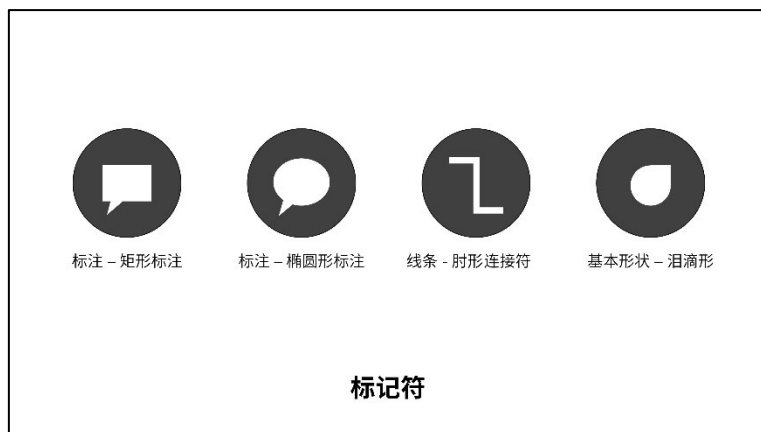 标注 – 矩形标注
标注 – 椭圆形标注
线条 - 肘形连接符
基本形状 – 泪滴形
标记符